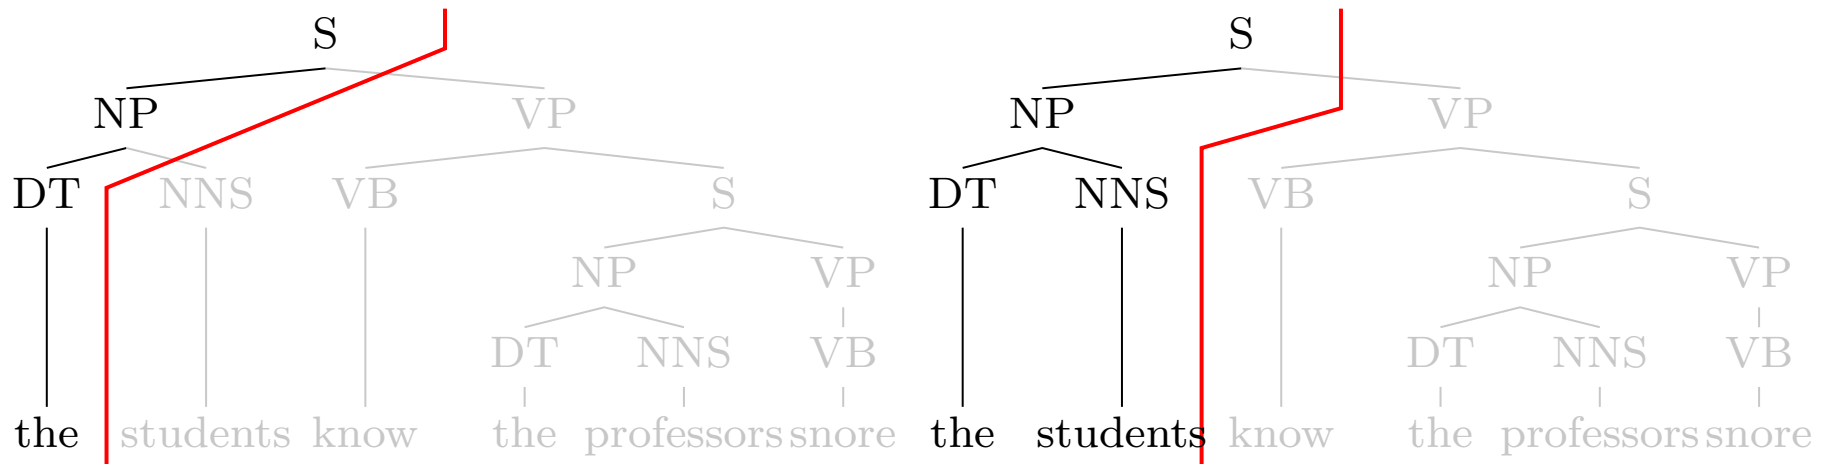 S S
NP VP NP VP
DT NNS VB S DT NNS VB S
NP VP NP VP
DT NNS VB DT NNS VB
the students know the professors snore the students know the professors snore